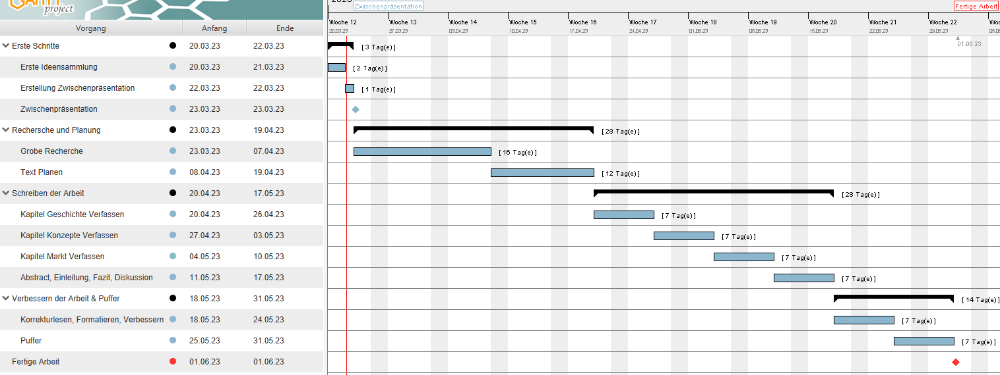 GANTT
project
2023
Zwischenpräsentation
Fertige Arbeit
Vorgang Anfang Ende
Woche 12 Woche 13 Woche 14 Woche 15 Woche 16 Woche 17 Woche 18 Woche 19 Woche 20 Woche 21 Woche 22
20.03.23 27.03.23 03.04.23 10.04.23 17.04.23 24.04.23 01.05.23 08.05.23 15.05.23 22.05.23 29.05.23
01.06.23
Erste Schritte 20.03.23 22.03.23 [ 3 Tag(e) ]
Erste Ideensammlung 20.03.23 21.03.23 [ 2 Tag(e) ]
Erstellung Zwischenpräsentation 22.03.23 22.03.23 [ 1 Tag(e) ]
Zwischenpräsentation 23.03.23 23.03.23
Rechersche und Planung 23.03.23 19.04.23 [ 28 Tag(e) ]
Grobe Recherche 23.03.23 07.04.23 [ 16 Tag(e) ]
Text Planen 08.04.23 19.04.23 [ 12 Tag(e) ]
Schreiben der Arbeit 20.04.23 17.05.23 [ 28 Tag(e) ]
Kapitel Geschichte Verfassen 20.04.23 26.04.23 [ 7 Tag(e) ]
Kapitel Konzepte Verfassen 27.04.23 03.05.23 [ 7 Tag(e) ]
Kapitel Markt Verfassen 04.05.23 10.05.23 [ 7 Tag(e) ]
Abstract, Einleitung, Fazit, Diskussion 11.05.23 17.05.23 [ 7 Tag(e) ]
Verbessern der Arbeit & Puffer 18.05.23 31.05.23 [ 14 Tag(e) ]
Korrekturlesen, Formatieren, Verbessern 18.05.23 24.05.23 [ 7 Tag(e) ]
Puffer 25.05.23 31.05.23 [ 7 Tag(e) ]
Fertige Arbeit 01.06.23 01.06.23